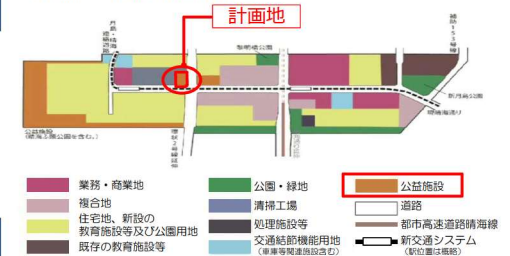 計画地
公益施設
業務・商業地
公園・緑地
公益施設
複合地
清掃工場
道路
住宅地、新設の
教育施設等及び公園用地
処理施設等
都市高速道路晴海線
既存の教育施設等
交通結節機能用地
(車庫等関連施設含む)
新交通システム
(駅位置は概略)